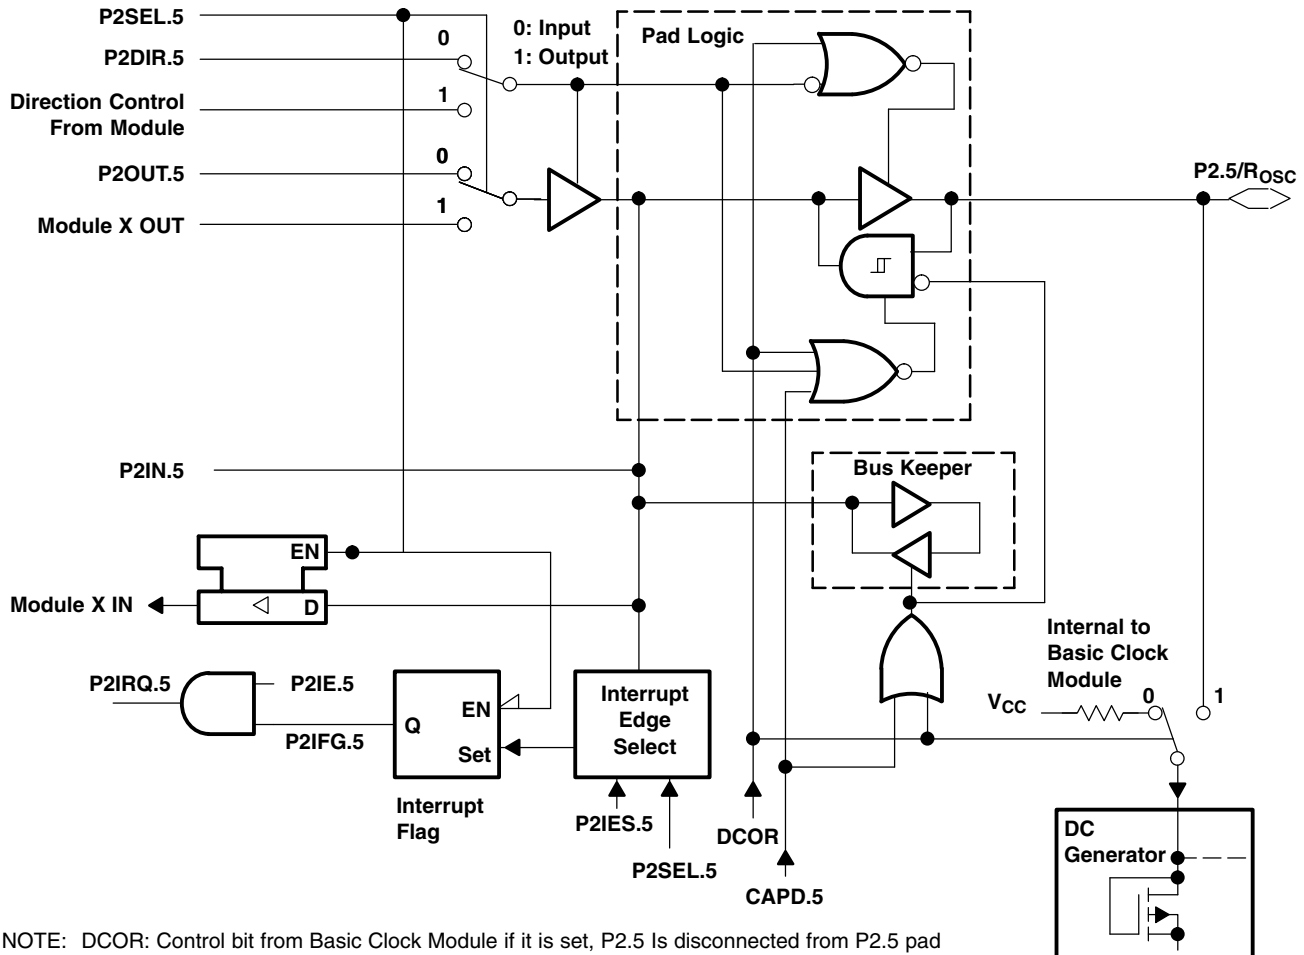 P2SEL.5
0
0: Input
1: Output
Pad Logic
P2DIR.5
Direction Control
From Module
1
P2OUT.5
0
P2.5/ROSC
1
Module X OUT
P2IN.5
Bus Keeper
EN
Module X IN
D
Internal to
Basic Clock
Module
P2IRQ.5
P2IE.5
P2IFG.5
EN
Q
Set
Interrupt
Flag
Interrupt
Edge
Select
VCC
0
1
P2IES.5
P2SEL.5
DCOR
CAPD.5
DC
Generator
NOTE: DCOR: Control bit from Basic Clock Module if it is set, P2.5 Is disconnected from P2.5 pad